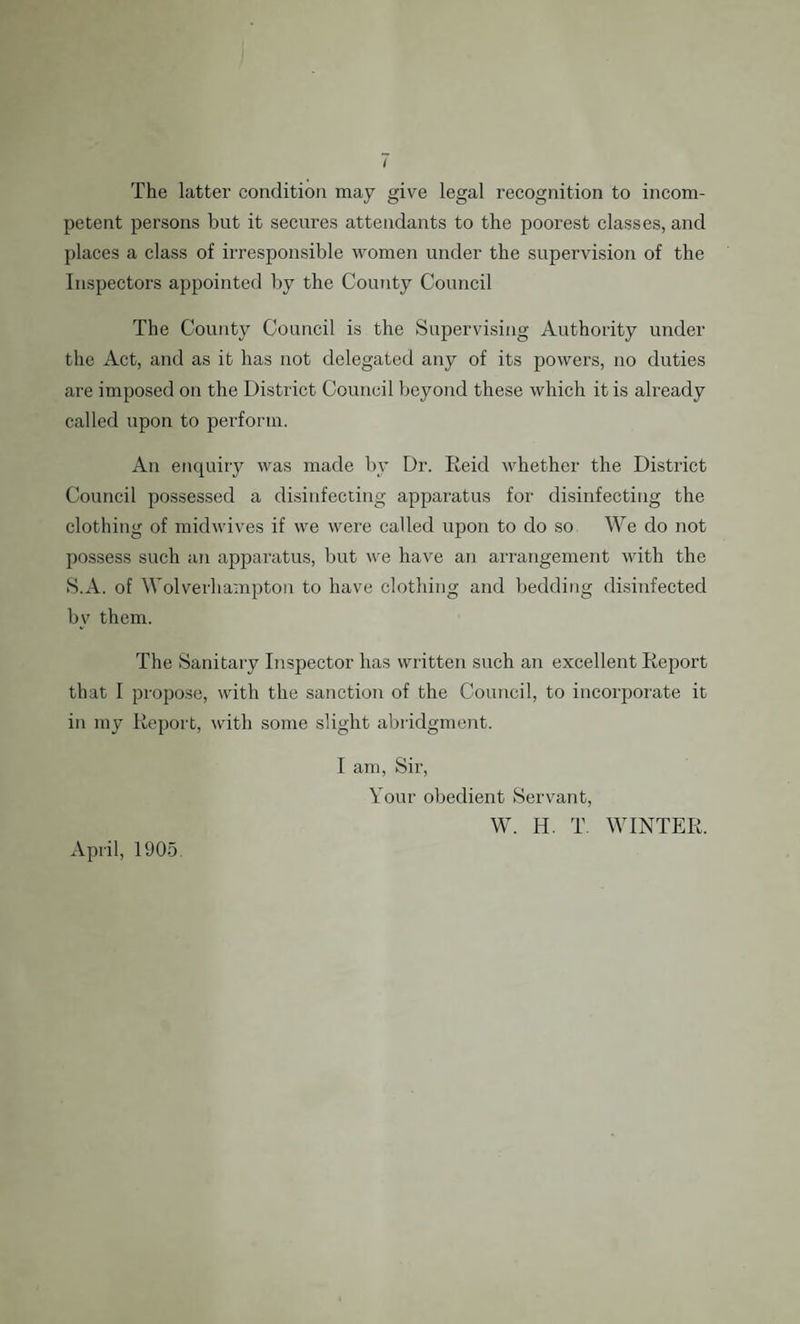 7
The latter condition may give legal recognition to incom-
petent persons but it secures attendants to the poorest classes, and
places a class of irresponsible women under the supervision of the
Inspectors appointed by the County Council
The County Council is the Supervising Authority under
the Act, and as it has not delegated any of its powers, no duties
are imposed on the District Council beyond these which it is already
called upon to perform.
An enquiry was made by Dr. Reid whether the District
Council possessed a disinfecting apparatus for disinfecting the
clothing of midwives if we were called upon to do so We do not
possess such an apparatus, but we have an arrangement with the
S.A. of Wolverhampton to have clothing and bedding disinfected
by them.
The Sanitary Inspector has written such an excellent Report
that I propose, with the sanction of the Council, to incorporate it
in my Report, with some slight abridgment.
I am, Sir,
Your obedient Servant,
W. H. T. WINTER.
April, 1905.